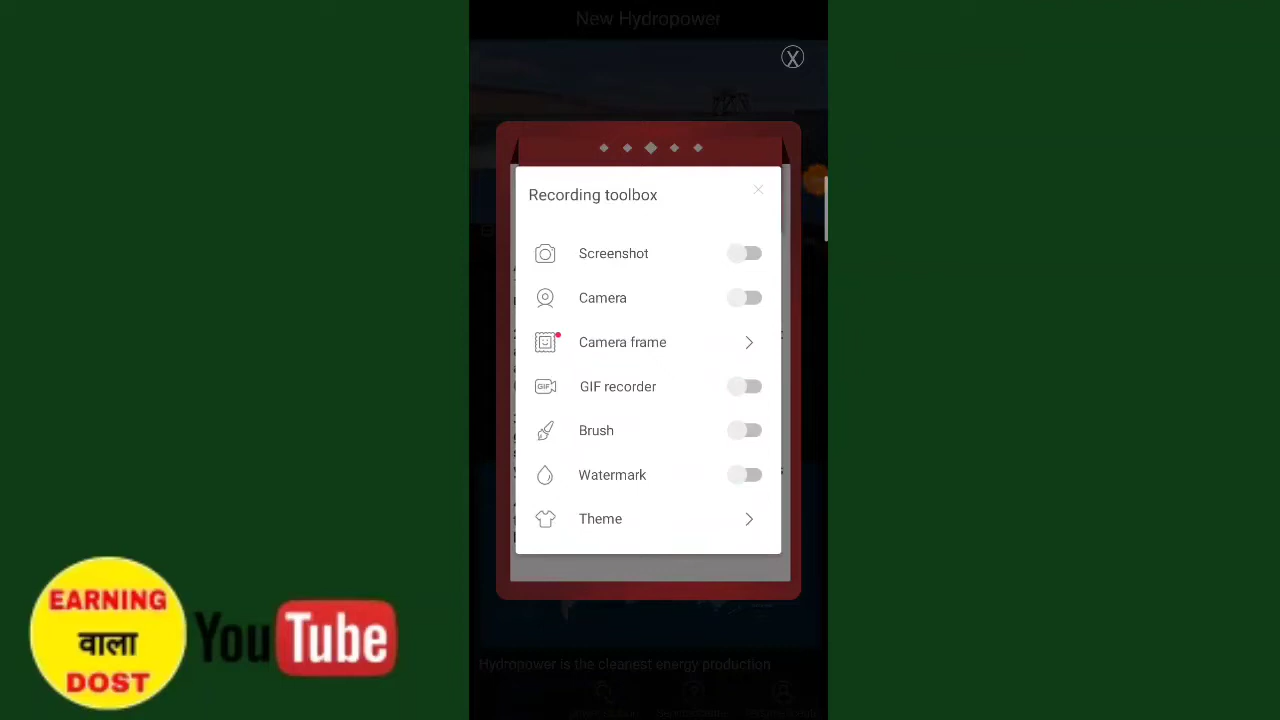 New Hydropower
X
Recording toolbox
Screenshot
Camera
Camera frame
GIF
GIF recorder
Brush
Watermark
Theme
EARNING
वाला
DOST
YouTube
Hydropower is the cleanest energy production